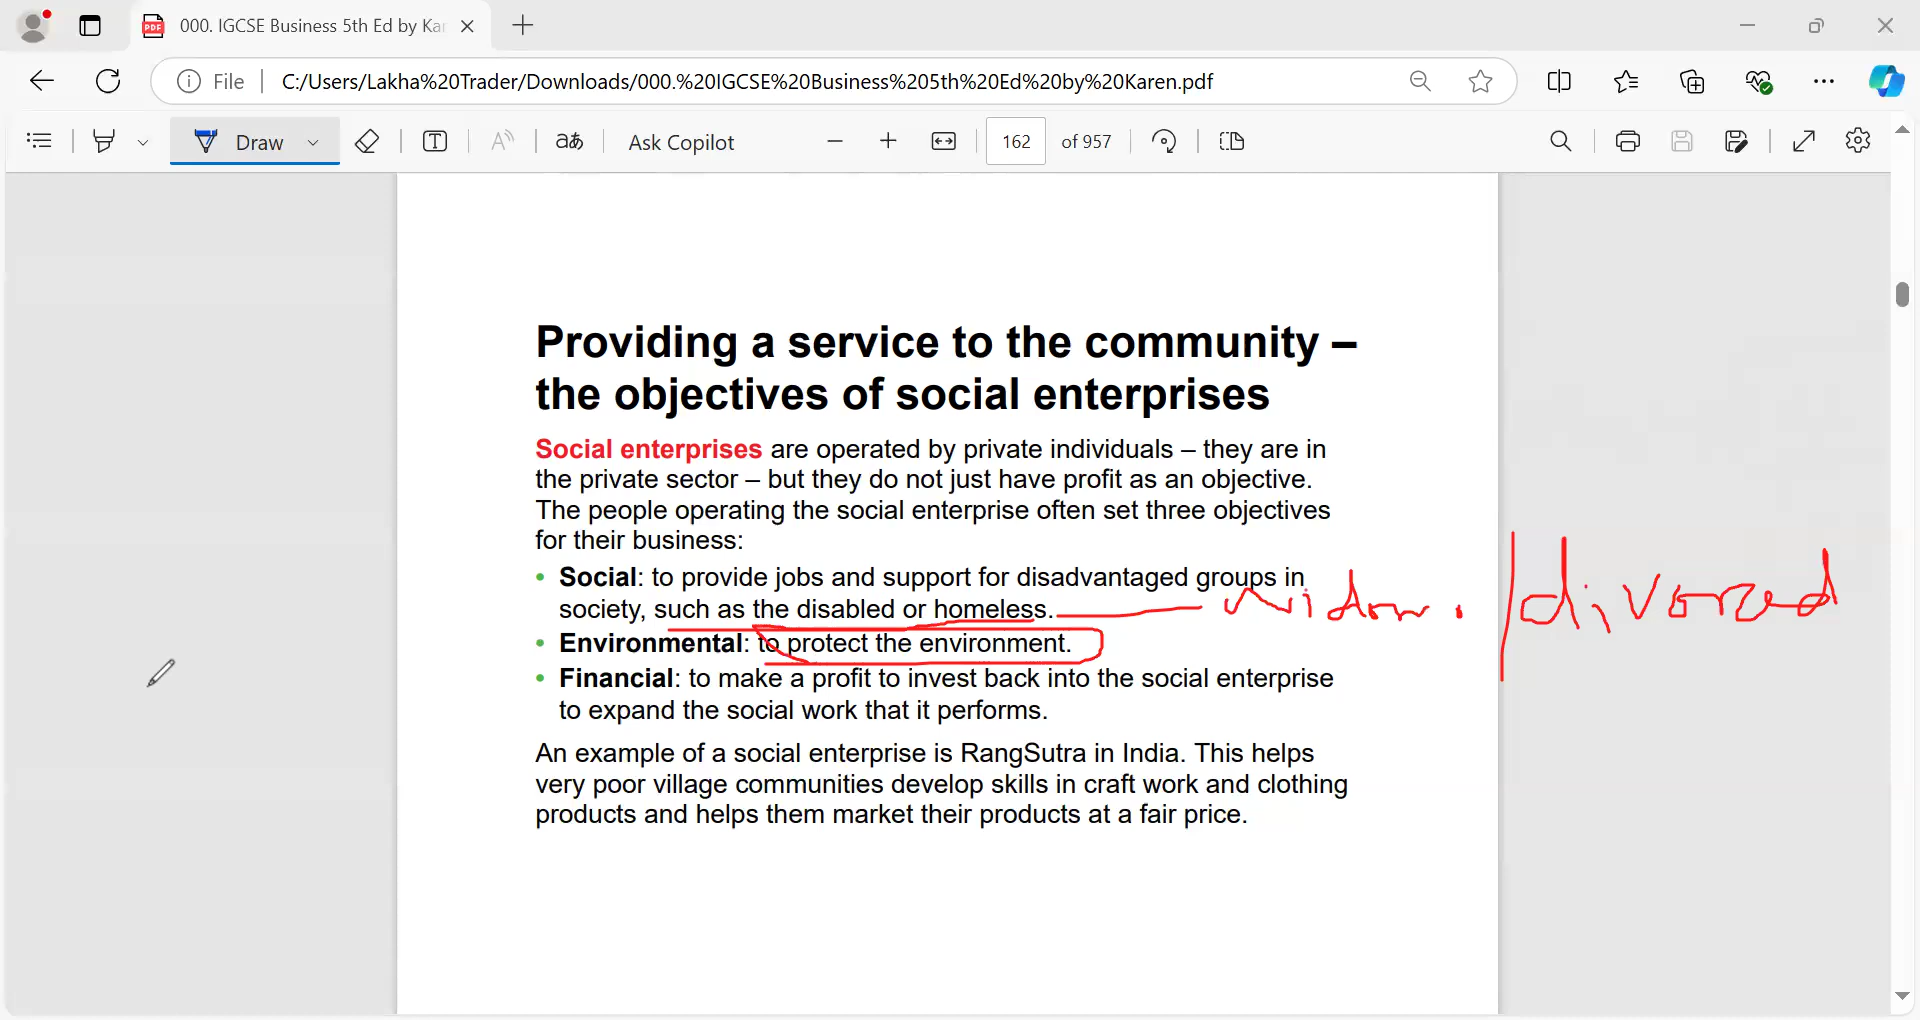 000. IGCSE Business 5th Ed by Kar
File
C:/Users/Lakha%20Trader/Downloads/000.%20IGCSE%20Business%205th%20Ed%20by%20Karen.pdf
Draw
aあ
Ask Copilot
162 of 957
Providing a service to the community –
the objectives of social enterprises
Social enterprises are operated by private individuals – they are in
the private sector – but they do not just have profit as an objective.
The people operating the social enterprise often set three objectives
for their business:
• Social: to provide jobs and support for disadvantaged groups in
society, such as the disabled or homeless.
widow. / divorced
• Environmental: to protect the environment.
• Financial: to make a profit to invest back into the social enterprise
to expand the social work that it performs.
An example of a social enterprise is RangSutra in India. This helps
very poor village communities develop skills in craft work and clothing
products and helps them market their products at a fair price.